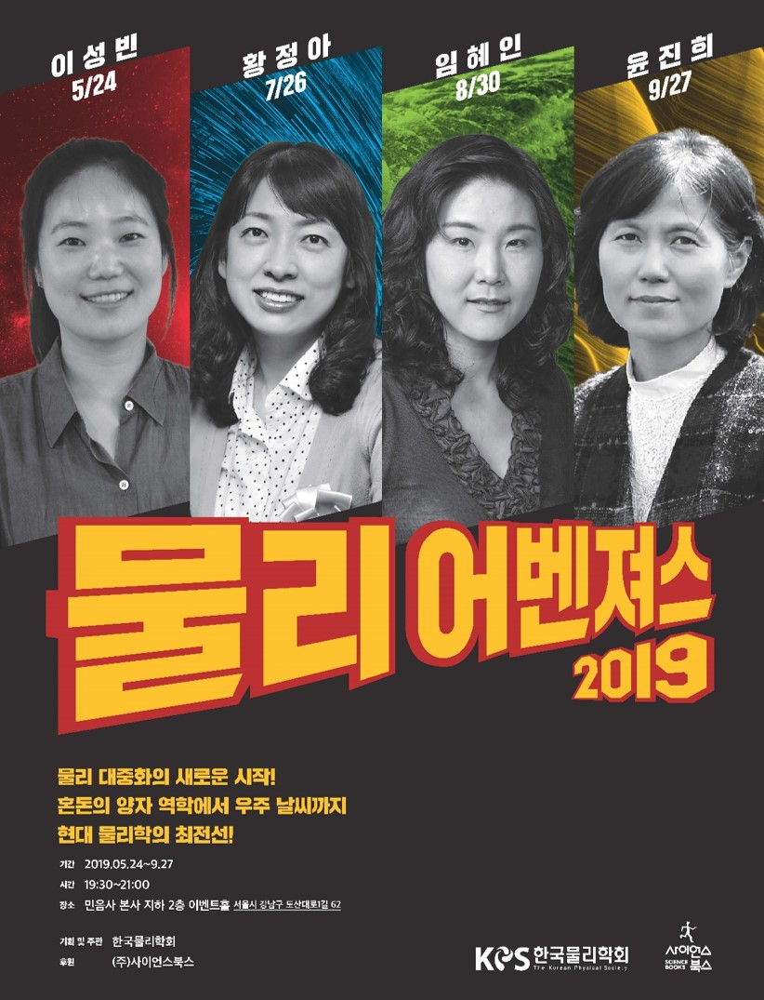 이성빈
5/24
황정아
7/26
임혜인
8/30
윤진희
9/27
물리 어벤져스
2019
물리 대중화의 새로운 시작!
혼돈의 양자 역학에서 우주 날씨까지
현대 물리학의 최전선!
기간 2019.05.24~9.27
시간 19:30~21:00
장소 민음사 본사 지하 2층 이벤트홀 서울시 강남구 도산대로1길 62
기획 및 주관 한국물리학회
후원 (주)사이언스북스
KPS 한국물리학회
The Korean Physical Society
사이언스
SCIENCE BOOKS 북스